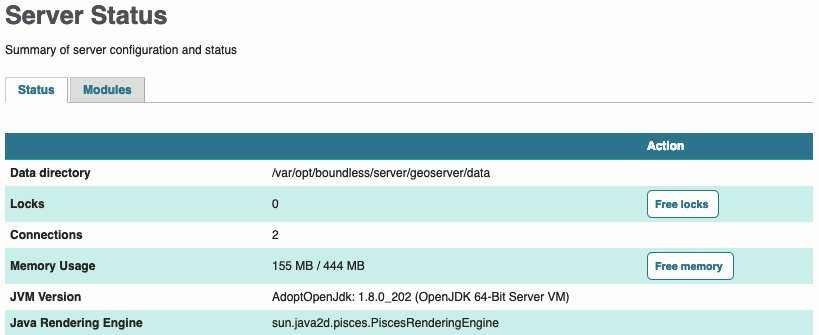 Server Status
Summary of server configuration and status
Status Modules
Action
Data directory /var/opt/boundless/server/geoserver/data
Locks 0 Free locks
Connections 2
Memory Usage 155 MB / 444 MB Free memory
JVM Version AdoptOpenJdk: 1.8.0_202 (OpenJDK 64-Bit Server VM)
Java Rendering Engine sun.java2d.pisces.PiscesRenderingEngine